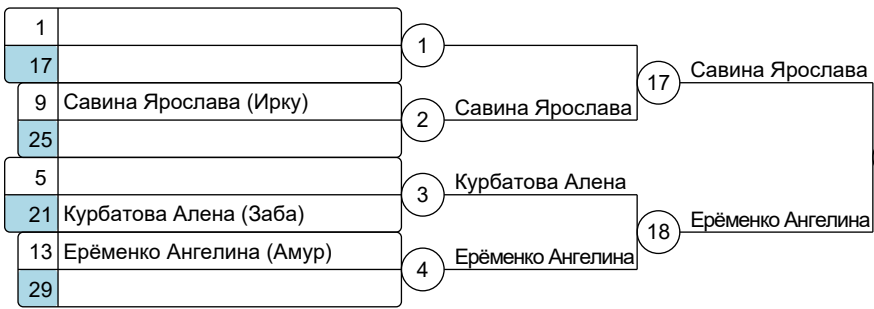 1
17
9 Савина Ярослава (Ирку)
25
5
21 Курбатова Алена (Заба)
13 Ерёменко Ангелина (Амур)
29
1
2
3
4
Савина Ярослава
Курбатова Алена
Ерёменко Ангелина
17
18
Савина Ярослава
Ерёменко Ангелина